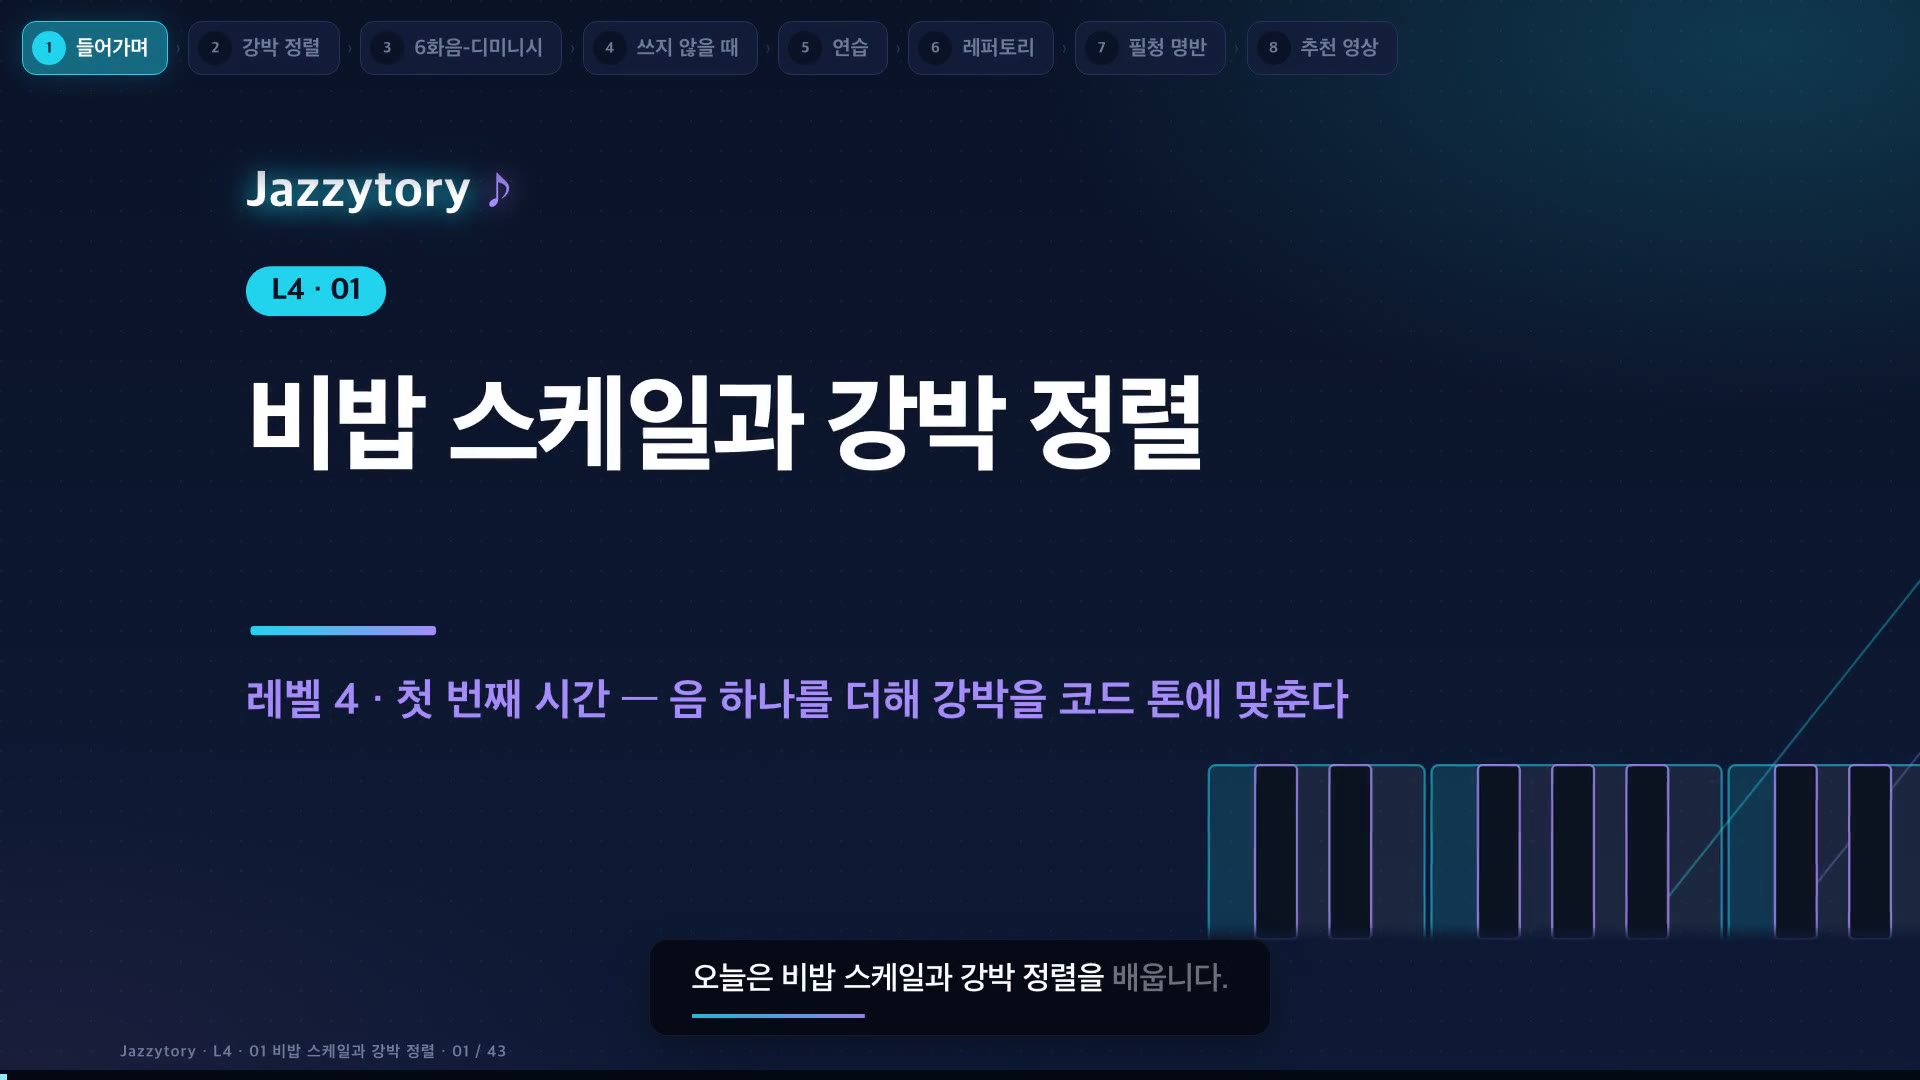 1 들어가며 › 2 강박 정렬 › 3 6화음-디미니시 › 4 쓰지 않을 때 › 5 연습 › 6 레퍼토리 › 7 필청 명반 › 8 추천 영상
Jazzytory ♪
L4 · 01
비밥 스케일과 강박 정렬
레벨 4 · 첫 번째 시간 — 음 하나를 더해 강박을 코드 톤에 맞춘다
오늘은 비밥 스케일과 강박 정렬을 배웁니다.
Jazzytory · L4 · 01 비밥 스케일과 강박 정렬 · 01 / 43